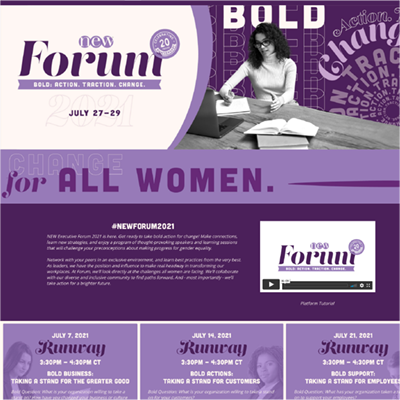 new
Forum
CELEBRATING
20
BOLD: ACTION. TRACTION. CHANGE.
2021
JULY 27–29
BOLD
Action.
Change
TRACTION.
CHANGE
for ALL WOMEN.
#NEWFORUM2021
NEW Executive Forum 2021 is here. Get ready to take bold action for change! Make connections,
learn new strategies, and enjoy a program of thought-provoking speakers and learning sessions
that will challenge your preconceptions about making progress for gender equality.
Network with your peers in an exclusive environment, and learn best practices from the very best.
As leaders, we have the position and influence to make real headway in transforming our
workplaces. At Forum, we'll look directly at the challenges all women are facing. We'll collaborate
with our diverse and inclusive community to find paths forward. And - most importantly - we'll
take action for a brighter future.
new
Forum
BOLD: ACTION. TRACTION. CHANGE.
Platform Tutorial
JULY 7, 2021
Runway
3:30PM – 4:30PM CT
BOLD BUSINESS:
TAKING A STAND FOR THE GREATER GOOD
Bold Question: What is your organization willing to take a
JULY 14, 2021
Runway
3:30PM – 4:30PM CT
BOLD ACTIONS:
TAKING A STAND FOR CUSTOMERS
Bold Question: What has your organization willing to stand
JULY 21, 2021
Runway
3:30PM – 4:30PM CT
BOLD SUPPORT:
TAKING A STAND FOR EMPLOYEES
Bold Question: What has your organization taken